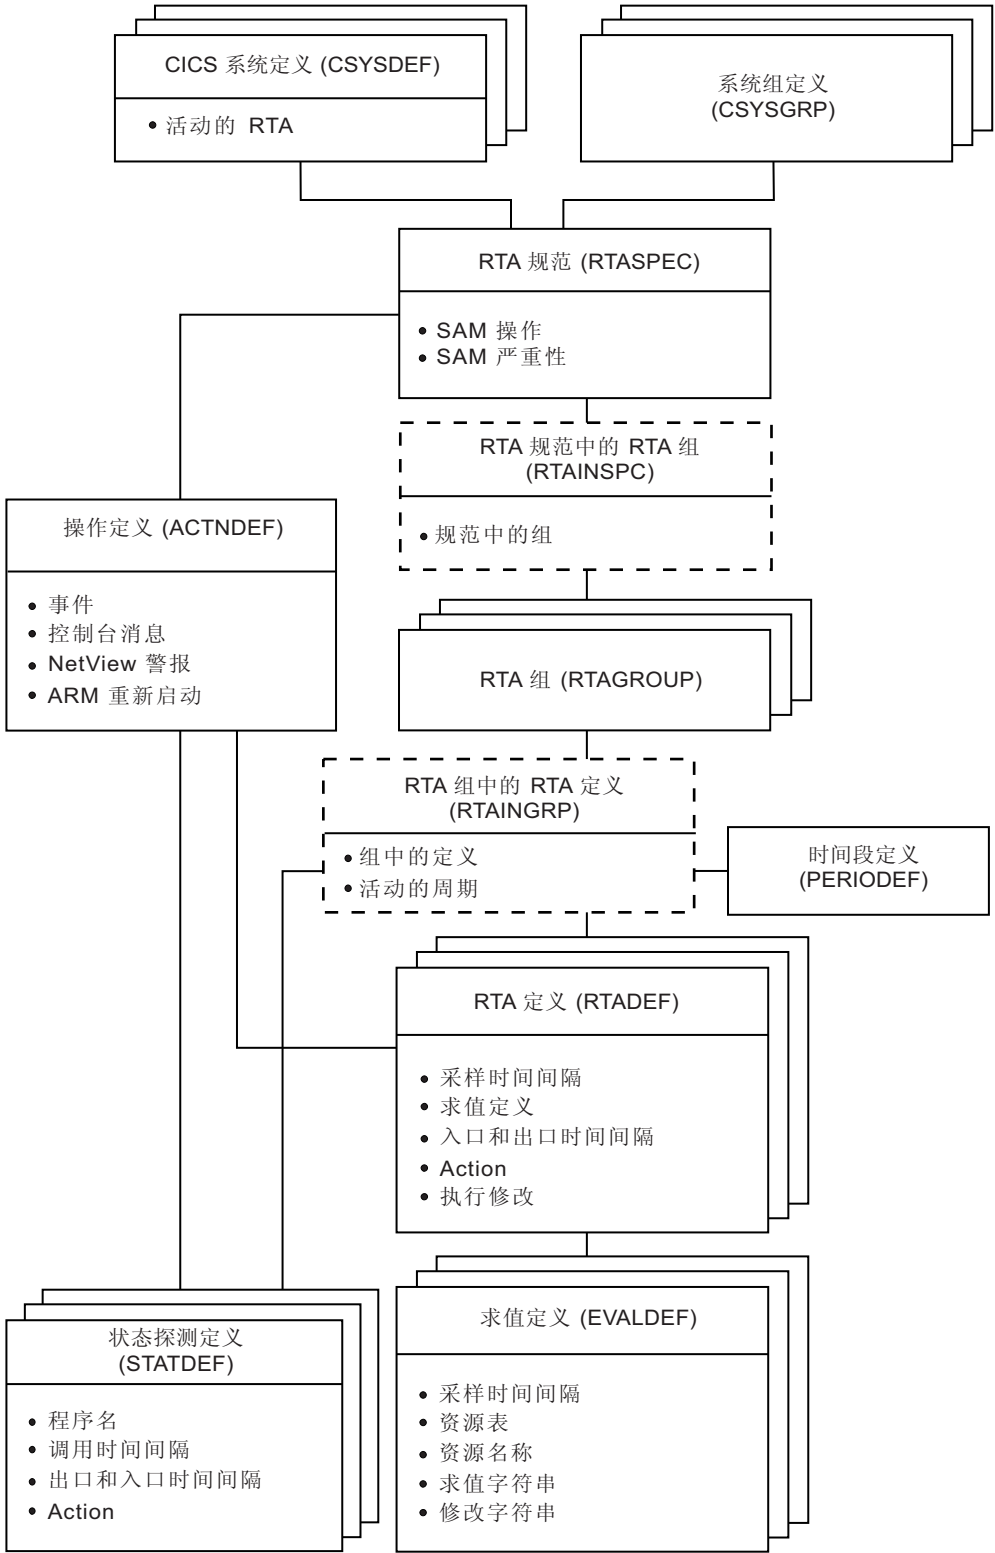 CICS 系统定义 (CSYSDEF)
• 活动的 RTA
系统组定义
(CSYSGRP)
RTA 规范 (RTASPEC)
• SAM 操作
• SAM 严重性
RTA 规范中的 RTA 组
(RTAINSPC)
• 规范中的组
操作定义 (ACTNDEF)
• 事件
• 控制台消息
• NetView 警报
• ARM 重新启动
RTA 组 (RTAGROUP)
RTA 组中的 RTA 定义
(RTAINGRP)
• 组中的定义
• 活动的周期
时间段定义
(PERIODEF)
RTA 定义 (RTADEF)
• 采样时间间隔
• 求值定义
• 入口和出口时间间隔
• Action
• 执行修改
状态探测定义
(STATDEF)
• 程序名
• 调用时间间隔
• 出口和入口时间间隔
• Action
求值定义 (EVALDEF)
• 采样时间间隔
• 资源表
• 资源名称
• 求值字符串
• 修改字符串